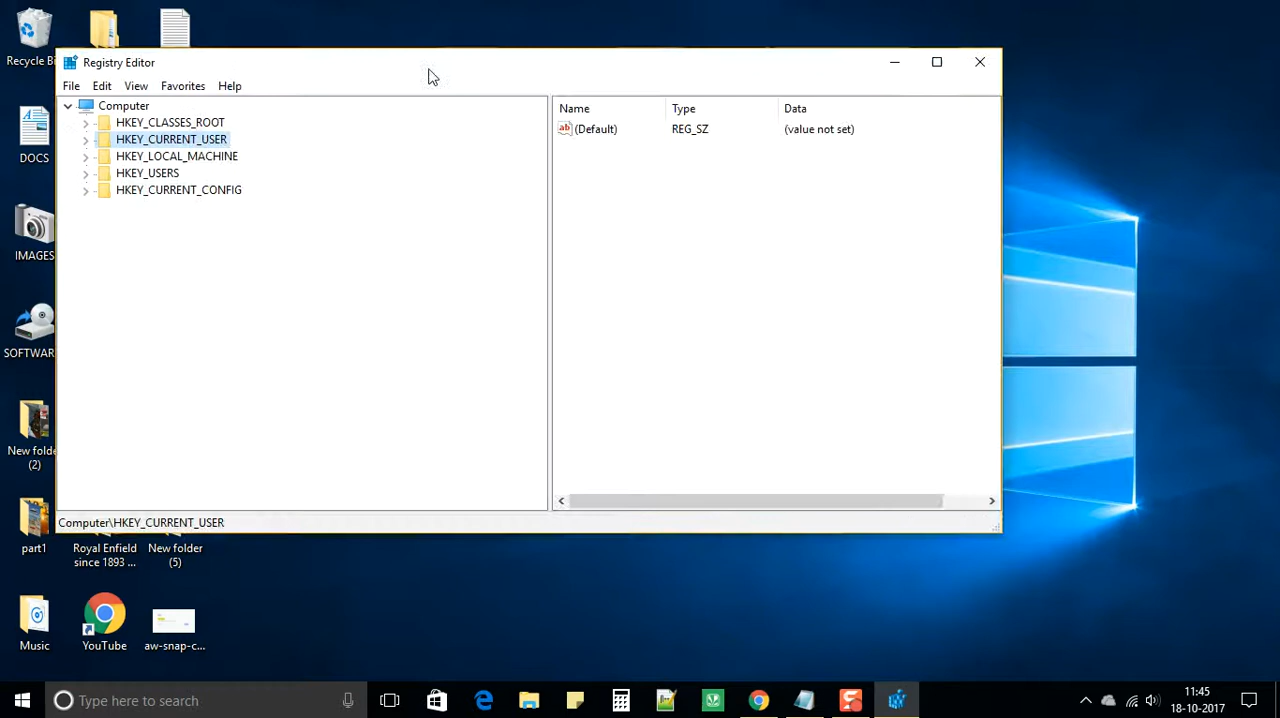 Recycle Bi
Registry Editor
File Edit View Favorites Help
Computer
HKEY_CLASSES_ROOT
HKEY_CURRENT_USER
HKEY_LOCAL_MACHINE
HKEY_USERS
HKEY_CURRENT_CONFIG
Name Type Data
ab (Default) REG_SZ (value not set)
Computer\HKEY_CURRENT_USER
DOCS
IMAGES
SOFTWAR
New folde
(2)
part1
Royal Enfield
since 1893 ...
New folder
(5)
Music
YouTube
aw-snap-c...
Type here to search
11:45
18-10-2017